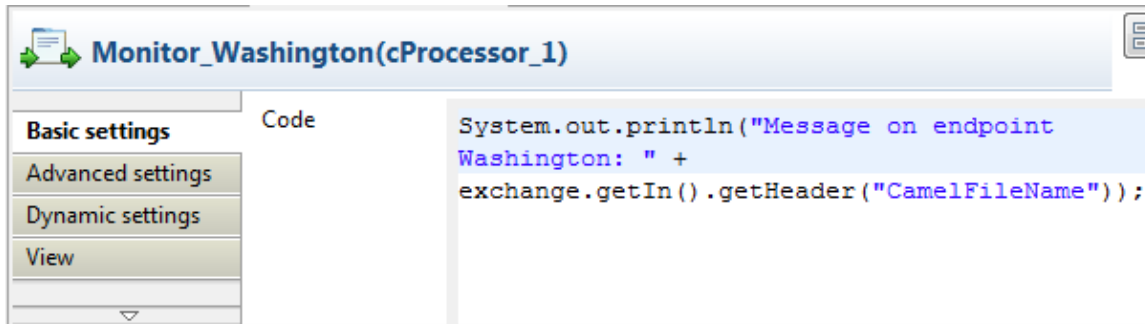 Monitor_Washington(cProcessor_1)
Basic settings
Advanced settings
Dynamic settings
View
Code
System.out.println("Message on endpoint
Washington: " +
exchange.getIn().getHeader("CamelFileName"));